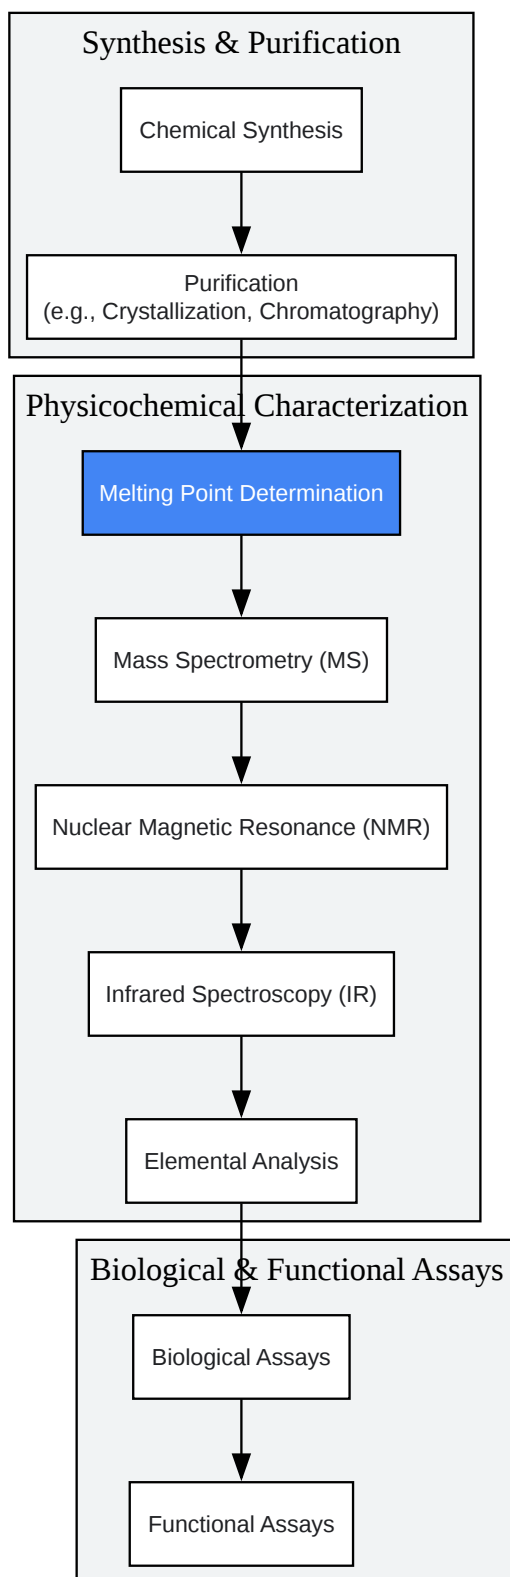 Synthesis & Purification
Chemical Synthesis
Purification
(e.g., Crystallization, Chromatography)
Physicochemical Characterization
Melting Point Determination
Mass Spectrometry (MS)
Nuclear Magnetic Resonance (NMR)
Infrared Spectroscopy (IR)
Elemental Analysis
Biological & Functional Assays
Biological Assays
Functional Assays